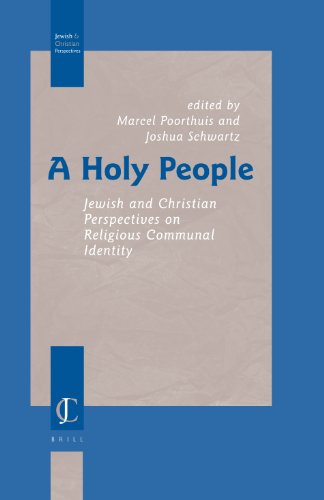 Jewish &
Christian
Perspectives
edited by
Marcel Poorthuis and
Joshua Schwartz
A Holy People
Jewish and Christian
Perspectives on
Religious Communal
Identity
JC
BRILL